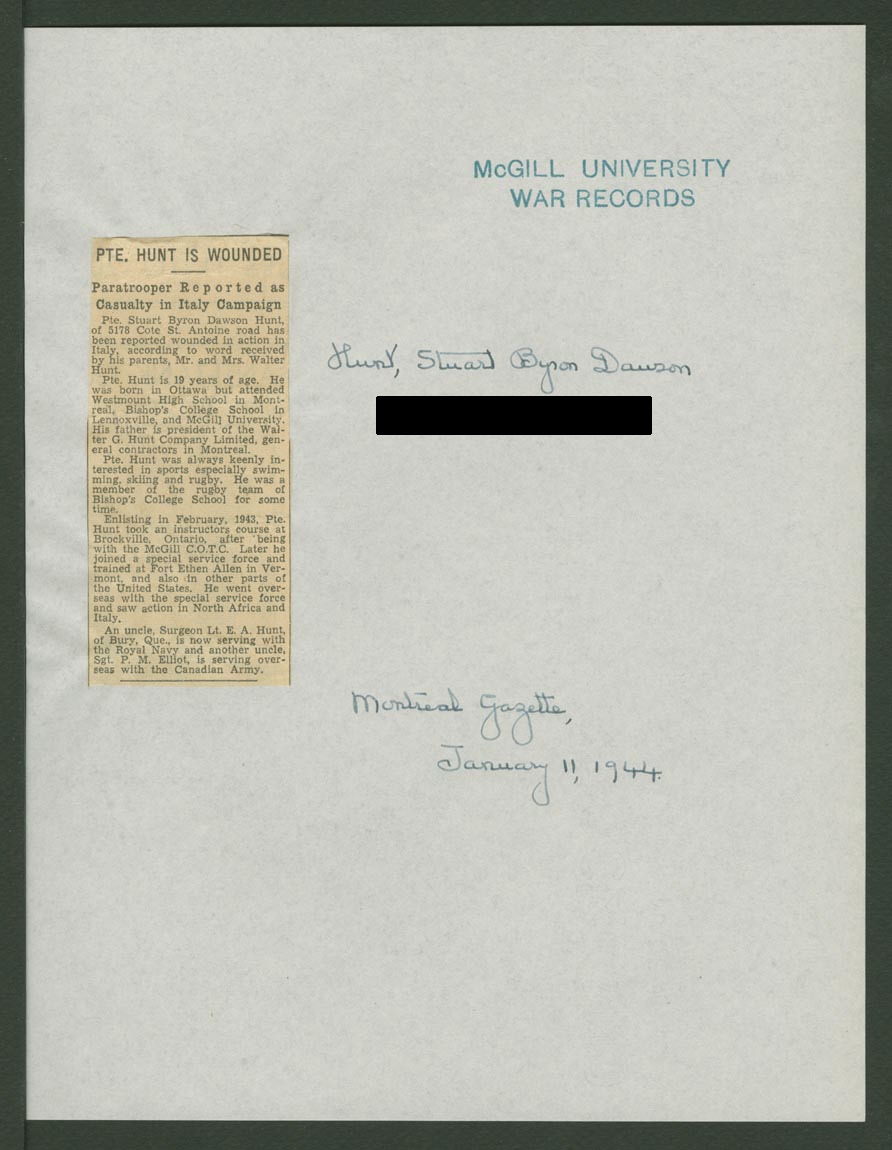 McGILL UNIVERSITY
WAR RECORDS
PTE. HUNT IS WOUNDED
Paratrooper Reported as
Casualty in Italy Campaign
Pte. Stuart Byron Dawson Hunt,
of 5178 Cote St. Antoine road has
been reported wounded in action in
Italy, according to word received
by his parents, Mr. and Mrs. Walter
Hunt.
Pte. Hunt is 19 years of age. He
was born in Ottawa but attended
Westmount High School in Mont-
real, Bishop's College School in
Lennoxville, and McGill University.
His father is president of the Wal-
ter G. Hunt Company Limited, gen-
eral contractors in Montreal.
Pte. Hunt was always keenly in-
terested in sports especially swim-
ming, skiing and rugby. He was a
member of the rugby team of
Bishop's College School for some
time.
Enlisting in February, 1943, Pte.
Hunt took an instructors course at
Brockville, Ontario, after being
with the McGill C.O.T.C. Later he
joined a special service force and
trained at Fort Ethen Allen in Ver-
mont, and also in other parts of
the United States. He went over-
seas with the special service force
and saw action in North Africa and
Italy.
An uncle, Surgeon Lt. E. A. Hunt,
of Bury, Que., is now serving with
the Royal Navy and another uncle,
Sgt. P. M. Elliot, is serving over-
seas with the Canadian Army.
Hunt, Stuart Byron Dawson
Montreal Gazette,
January 11, 1944.